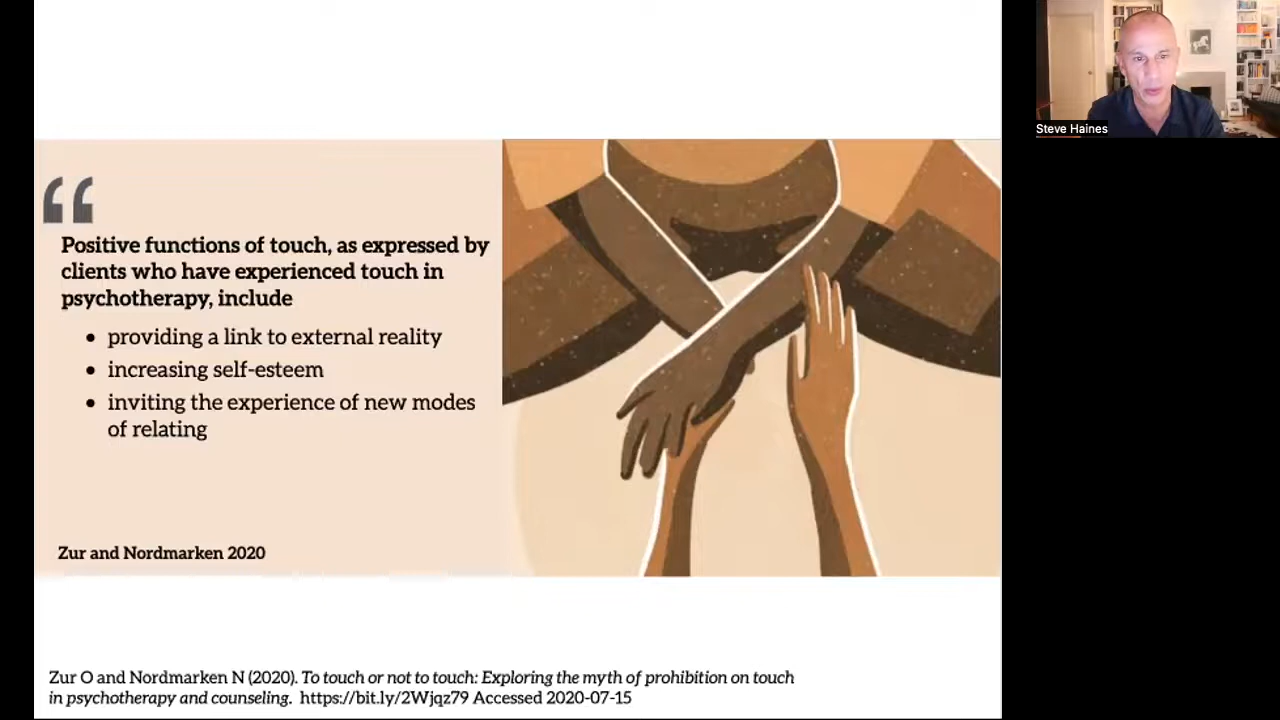 “
Positive functions of touch, as expressed by
clients who have experienced touch in
psychotherapy, include
• providing a link to external reality
• increasing self-esteem
• inviting the experience of new modes
of relating
Zur and Nordmarken 2020
Zur O and Nordmarken N (2020). To touch or not to touch: Exploring the myth of prohibition on touch
in psychotherapy and counseling. https://bit.ly/2Wjqz79 Accessed 2020-07-15
Steve Haines